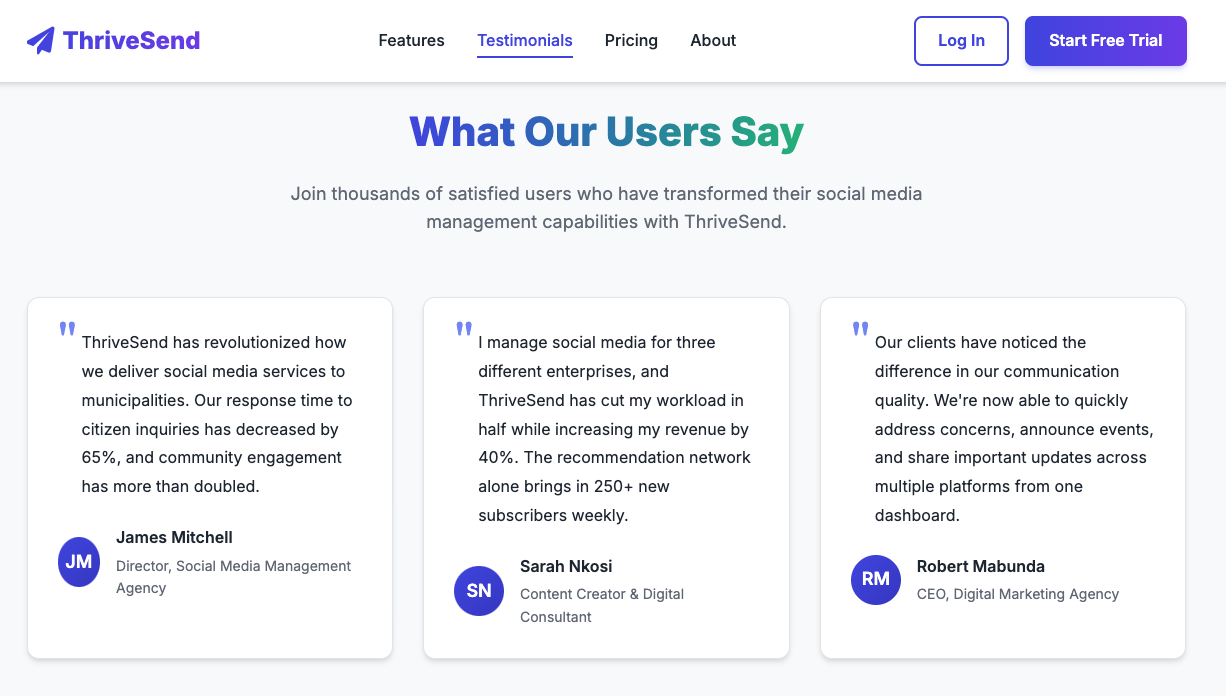 ThriveSend
Features
Testimonials
Pricing
About
Log In
Start Free Trial
What Our Users Say
Join thousands of satisfied users who have transformed their social media
management capabilities with ThriveSend.
"
ThriveSend has revolutionized how
we deliver social media services to
municipalities. Our response time to
citizen inquiries has decreased by
65%, and community engagement
has more than doubled.
JM
James Mitchell
Director, Social Media Management
Agency
"
I manage social media for three
different enterprises, and
ThriveSend has cut my workload in
half while increasing my revenue by
40%. The recommendation network
alone brings in 250+ new
subscribers weekly.
SN
Sarah Nkosi
Content Creator & Digital
Consultant
"
Our clients have noticed the
difference in our communication
quality. We're now able to quickly
address concerns, announce events,
and share important updates across
multiple platforms from one
dashboard.
RM
Robert Mabunda
CEO, Digital Marketing Agency